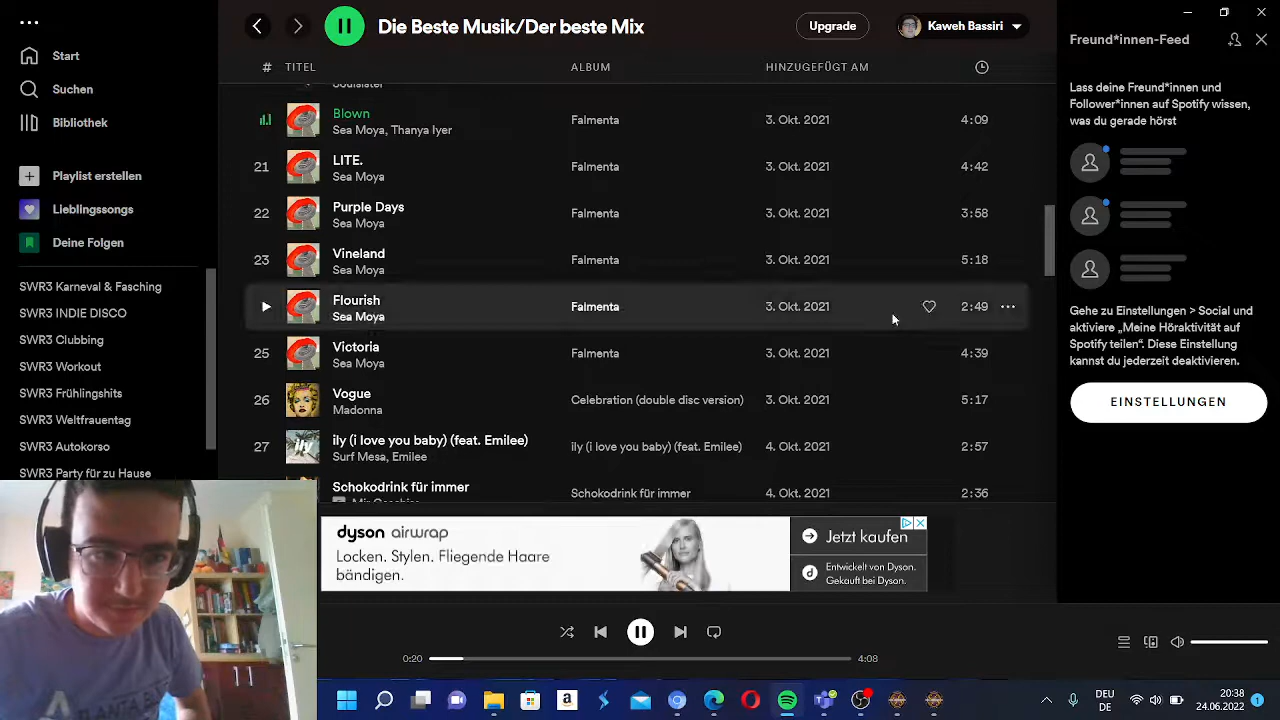 Start
Suchen
Bibliothek
Playlist erstellen
Lieblingssongs
Deine Folgen
SWR3 Karneval & Fasching
SWR3 INDIE DISCO
SWR3 Clubbing
SWR3 Workout
SWR3 Frühlingshits
SWR3 Weltfrauentag
SWR3 Autokorso
SWR3 Party für zu Hause
Die Beste Musik/Der beste Mix
Upgrade
Kaweh Bassiri
# TITEL ALBUM HINZUGEFÜGT AM
Soulsister
Blown Falmenta 3. Okt. 2021 4:09
Sea Moya, Thanya Iyer
21 LITE. Falmenta 3. Okt. 2021 4:42
Sea Moya
22 Purple Days Falmenta 3. Okt. 2021 3:58
Sea Moya
23 Vineland Falmenta 3. Okt. 2021 5:18
Sea Moya
Flourish Falmenta 3. Okt. 2021 2:49
Sea Moya
25 Victoria Falmenta 3. Okt. 2021 4:39
Sea Moya
26 Vogue Celebration (double disc version) 3. Okt. 2021 5:17
Madonna
27 ily (i love you baby) (feat. Emilee) ily (i love you baby) (feat. Emilee) 4. Okt. 2021 2:57
Surf Mesa, Emilee
Schokodrink für immer Schokodrink für immer 4. Okt. 2021 2:36
Freund*innen-Feed
Lass deine Freund*innen und
Follower*innen auf Spotify wissen,
was du gerade hörst
Gehe zu Einstellungen > Social und
aktiviere „Meine Höraktivität auf
Spotify teilen“. Diese Einstellung
kannst du jederzeit deaktivieren.
EINSTELLUNGEN
dyson airwrap
Locken. Stylen. Fliegende Haare
bändigen.
Jetzt kaufen
Entwickelt von Dyson.
Gekauft bei Dyson.
0:20
4:08
DE
DE
20:38
24.06.2022
1